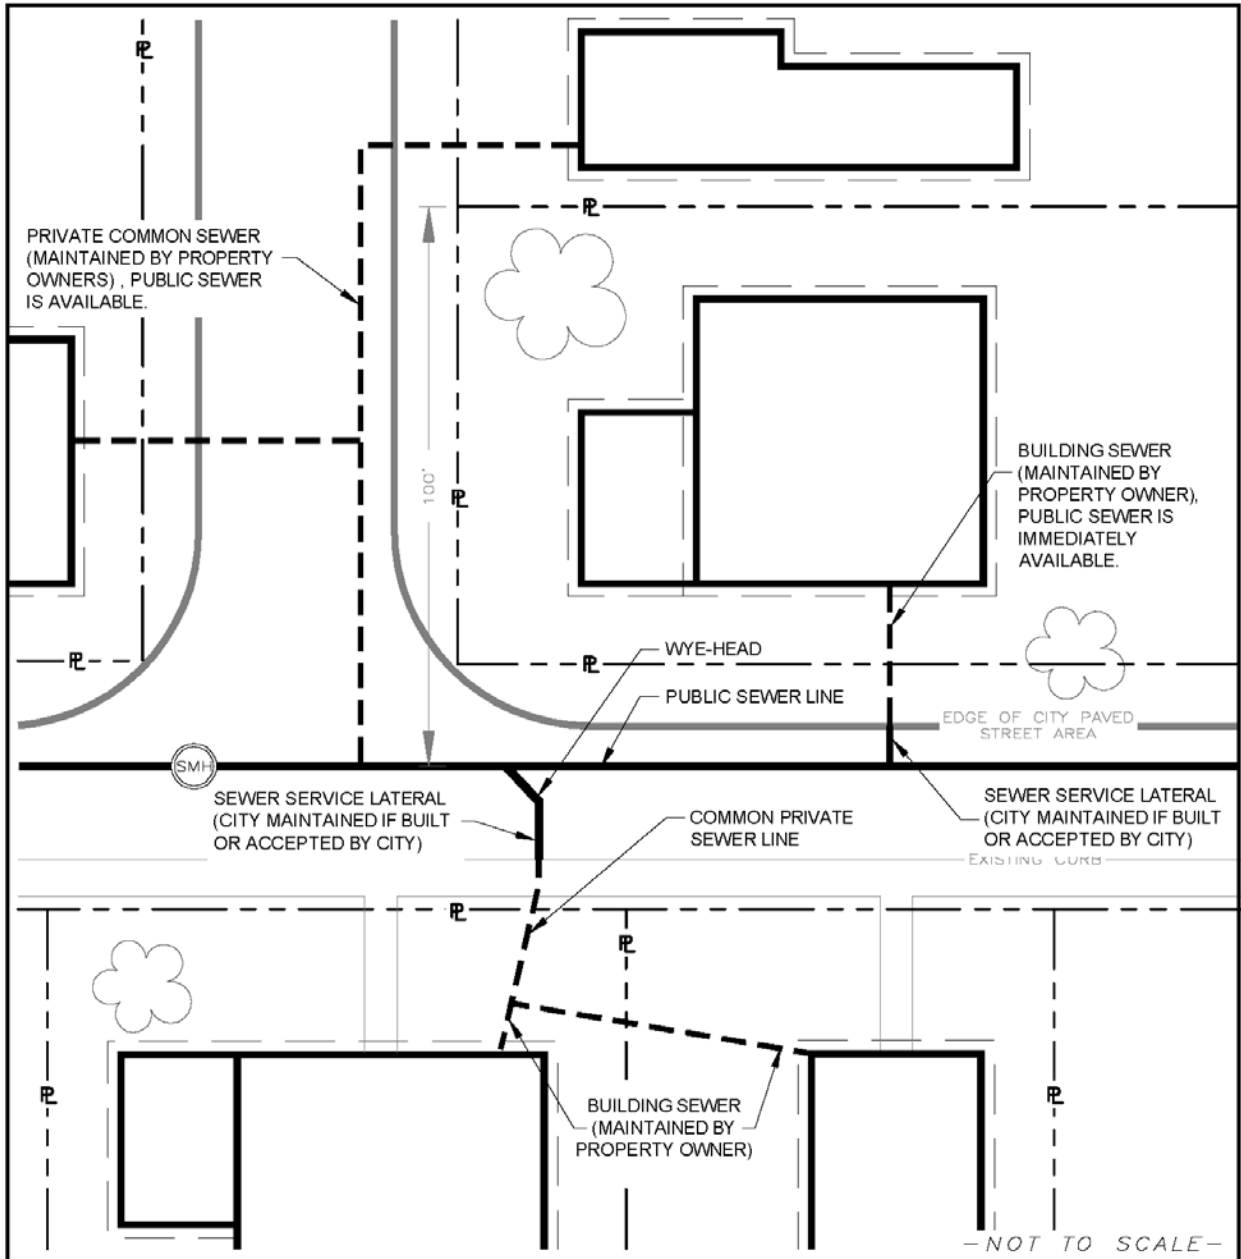 PL
PL
PRIVATE COMMON SEWER
(MAINTAINED BY PROPERTY
OWNERS) , PUBLIC SEWER
IS AVAILABLE.
100'
PL
BUILDING SEWER
(MAINTAINED BY
PROPERTY OWNER),
PUBLIC SEWER IS
IMMEDIATELY
AVAILABLE.
PL
WYE-HEAD
PL
PUBLIC SEWER LINE
EDGE OF CITY PAVED
STREET AREA
SMH
SEWER SERVICE LATERAL
(CITY MAINTAINED IF BUILT
OR ACCEPTED BY CITY)
COMMON PRIVATE
SEWER LINE
SEWER SERVICE LATERAL
(CITY MAINTAINED IF BUILT
OR ACCEPTED BY CITY)
EXISTING CURB
PL
PL
PL
BUILDING SEWER
(MAINTAINED BY
PROPERTY OWNER)
PL
-NOT TO SCALE-